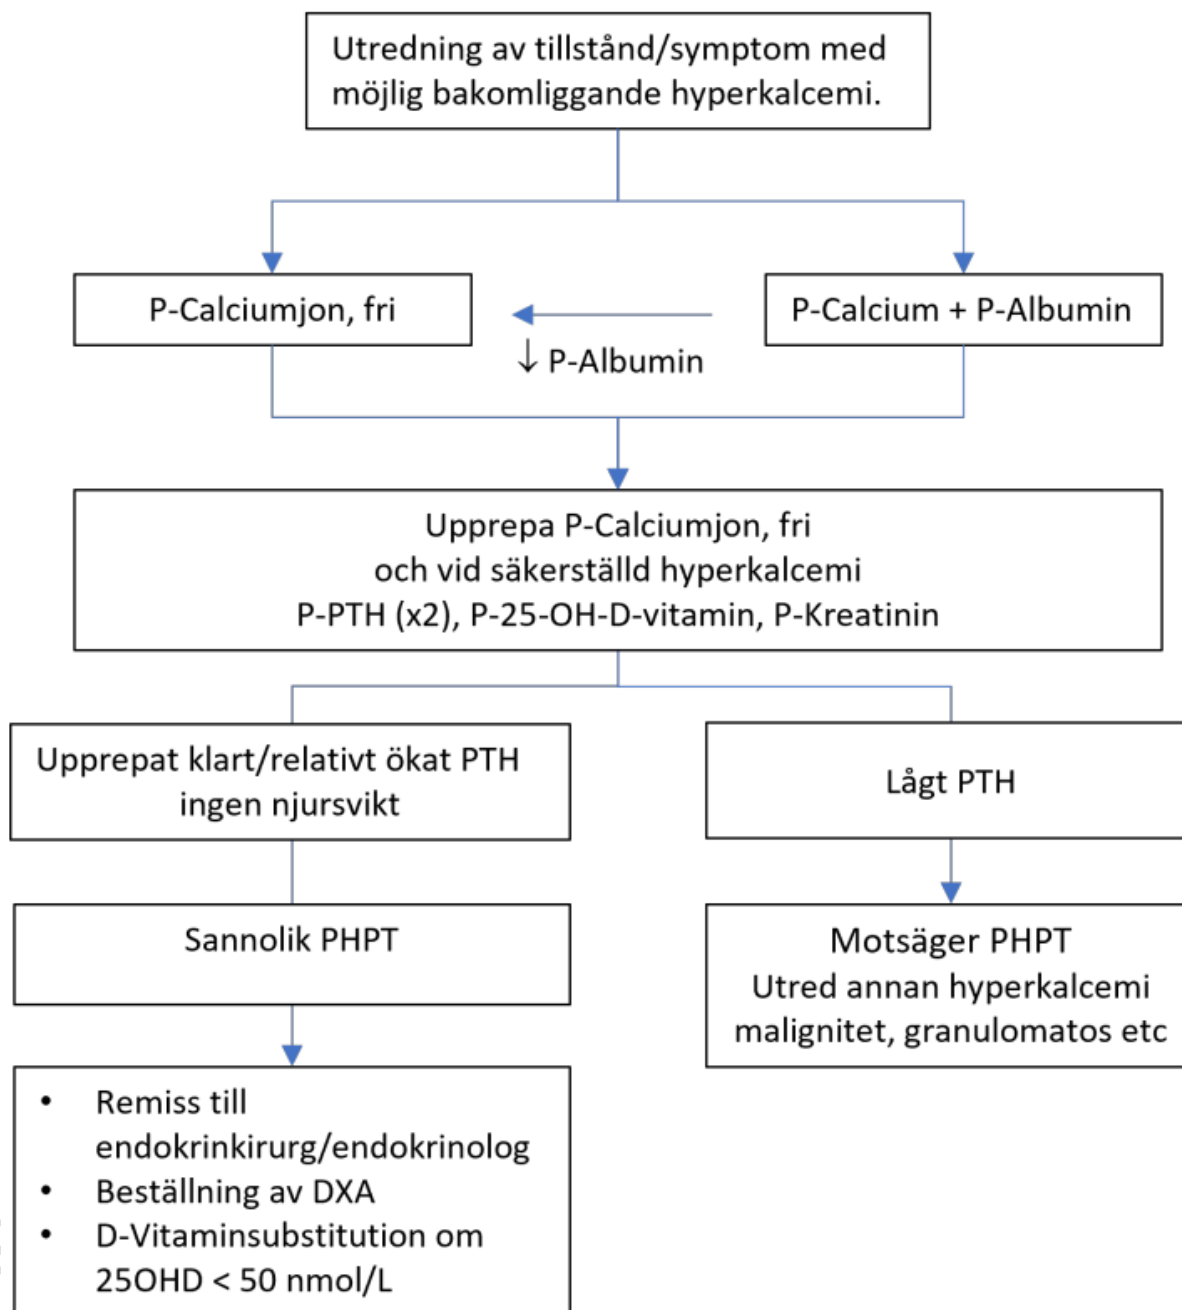 Utredning av tillstånd/symptom med
möjlig bakomliggande hyperkalcemi.
P-Calciumjon, fri
P-Calcium + P-Albumin
↓ P-Albumin
Upprepa P-Calciumjon, fri
och vid säkerställd hyperkalcemi
P-PTH (x2), P-25-OH-D-vitamin, P-Kreatinin
Upprepat klart/relativt ökat PTH
ingen njursvikt
Lågt PTH
Sannolik PHPT
Motsäger PHPT
Utred annan hyperkalcemi
malignitet, granulomatos etc
• Remiss till
endokrinkirurg/endokrinolog
• Beställning av DXA
• D-Vitaminsubstitution om
25OHD < 50 nmol/L